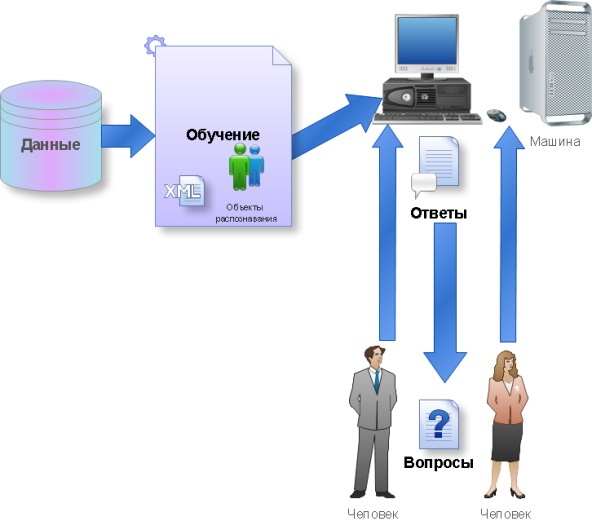 Данные
Обучение
XML
Объекты
распознавания
Машина
Ответы
?
Вопросы
Человек
Человек